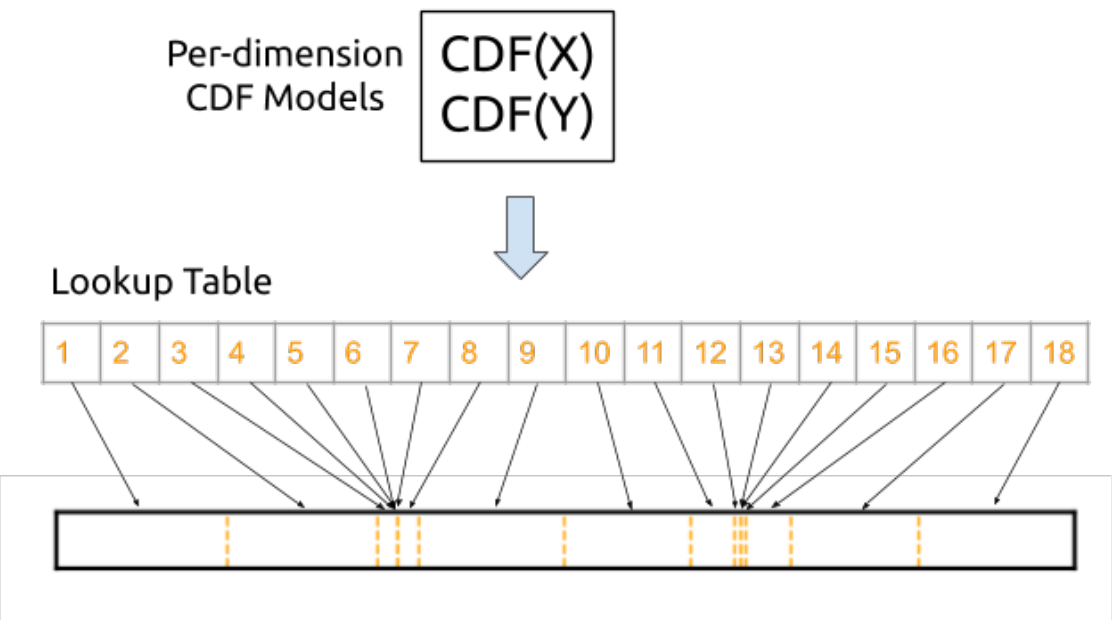 Per-dimension
CDF Models
CDF(X)
CDF(Y)
Lookup Table
1 2 3 4 5 6 7 8 9 10 11 12 13 14 15 16 17 18